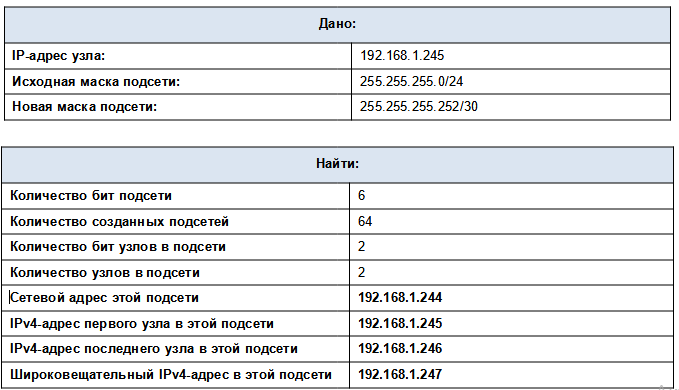 Дано:
IP-адрес узла: 192.168.1.245
Исходная маска подсети: 255.255.255.0/24
Новая маска подсети: 255.255.255.252/30
Найти:
Количество бит подсети 6
Количество созданных подсетей 64
Количество бит узлов в подсети 2
Количество узлов в подсети 2
Сетевой адрес этой подсети 192.168.1.244
IPv4-адрес первого узла в этой подсети 192.168.1.245
IPv4-адрес последнего узла в этой подсети 192.168.1.246
Широковещательный IPv4-адрес в этой подсети 192.168.1.247